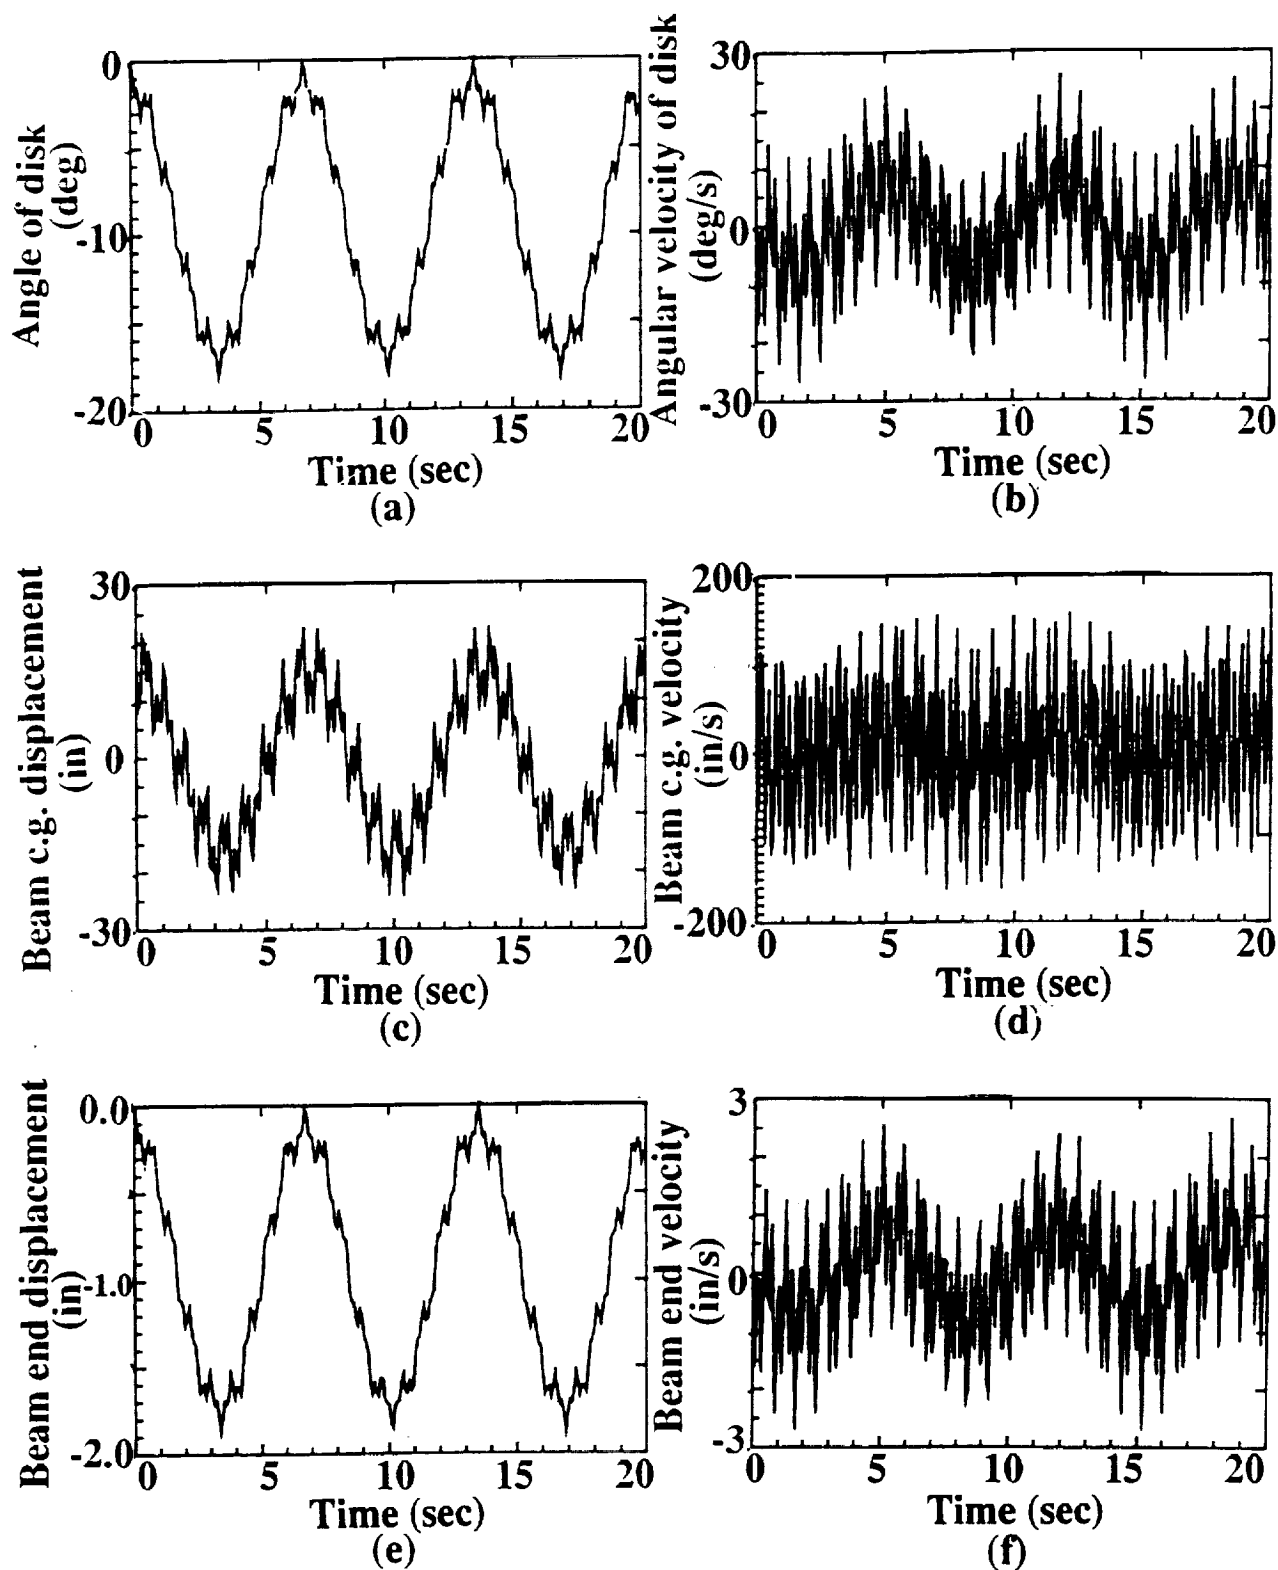 Angle of disk
(deg)
0
-10
-20
0 5 10 15 20
Time (sec)
(a)
Angular velocity of disk
(deg/s)
30
0
-30
0 5 10 15 20
Time (sec)
(b)
Beam c.g. displacement
(in)
30
0
-30
0 5 10 15 20
Time (sec)
(c)
Beam c.g. velocity
(in/s)
200
0
-200
0 5 10 15 20
Time (sec)
(d)
Beam end displacement
(in)
0.0
-1.0
-2.0
0 5 10 15 20
Time (sec)
(e)
Beam end velocity
(in/s)
3
0
-3
0 5 10 15 20
Time (sec)
(f)